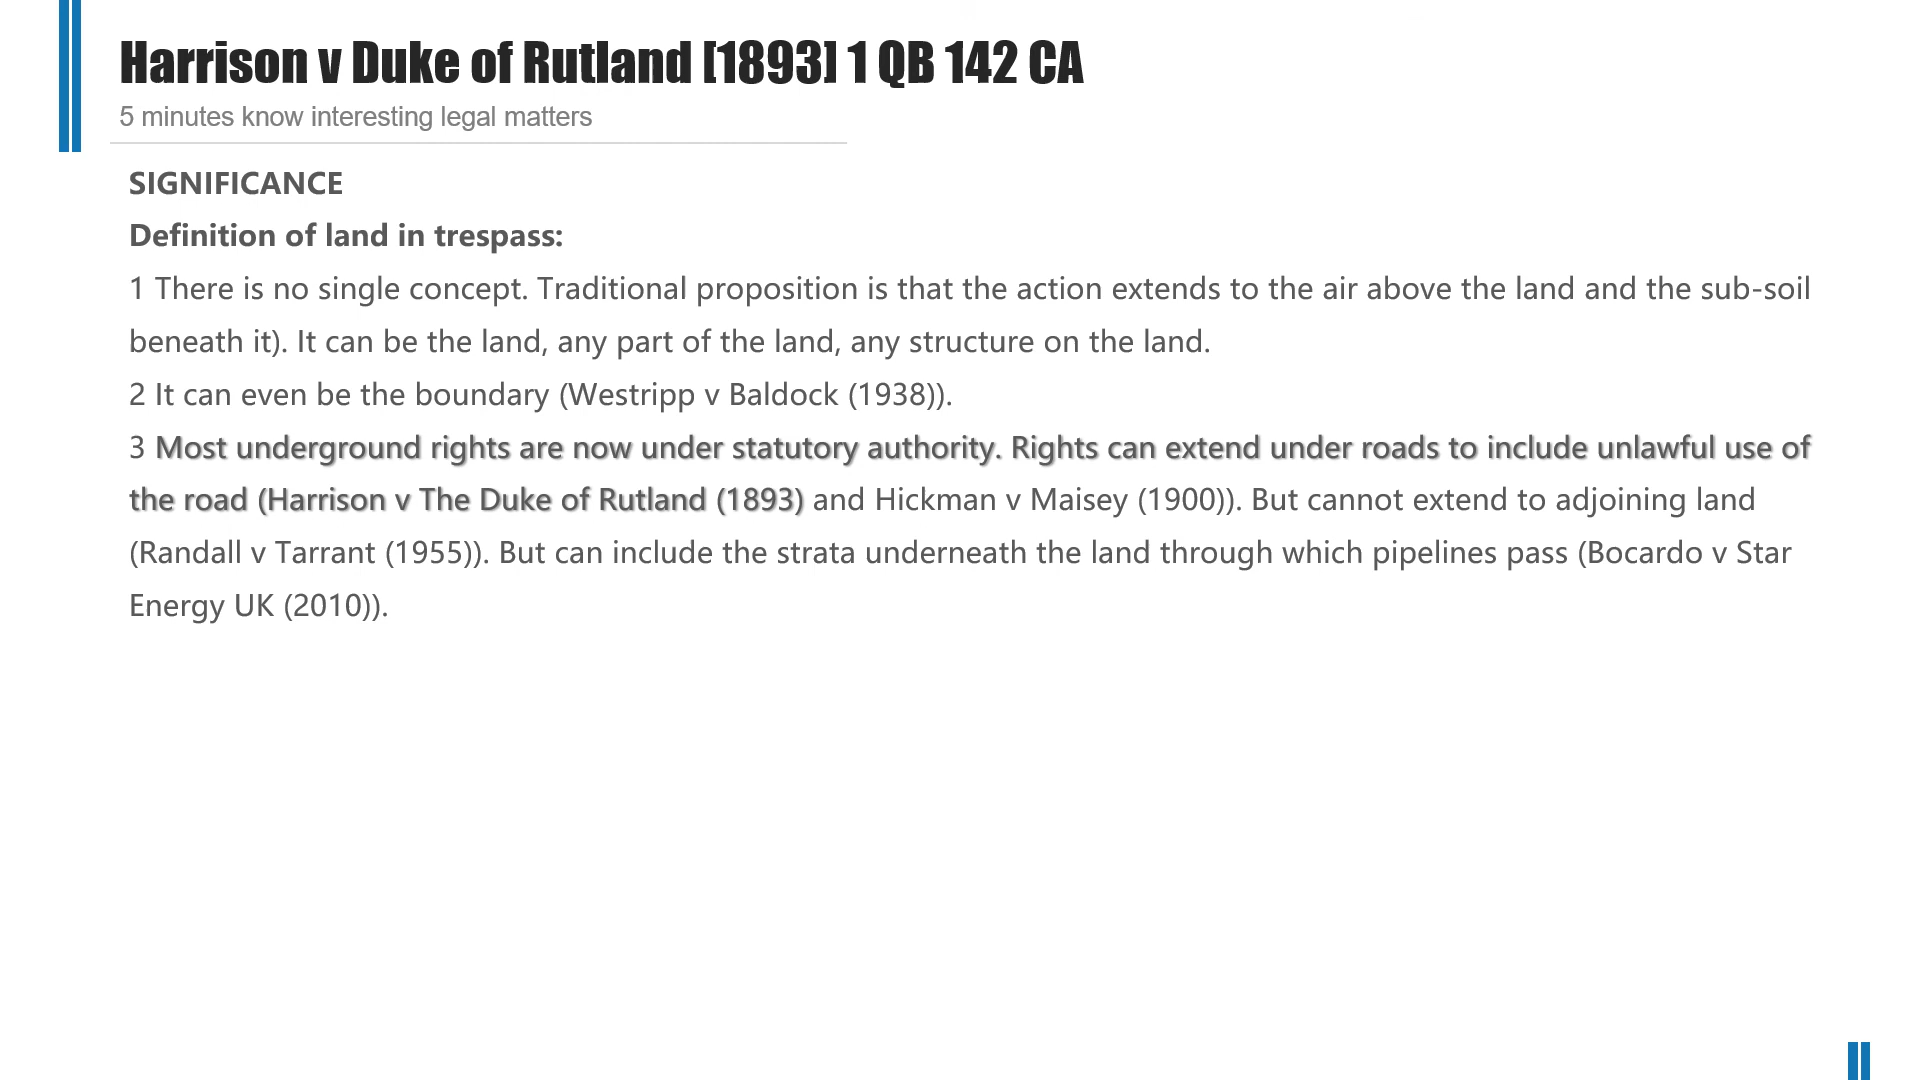 Harrison v Duke of Rutland [1893] 1 QB 142 CA
5 minutes know interesting legal matters
SIGNIFICANCE
Definition of land in trespass:
1 There is no single concept. Traditional proposition is that the action extends to the air above the land and the sub-soil
beneath it). It can be the land, any part of the land, any structure on the land.
2 It can even be the boundary (Westripp v Baldock (1938)).
3 Most underground rights are now under statutory authority. Rights can extend under roads to include unlawful use of
the road (Harrison v The Duke of Rutland (1893) and Hickman v Maisey (1900)). But cannot extend to adjoining land
(Randall v Tarrant (1955)). But can include the strata underneath the land through which pipelines pass (Bocardo v Star
Energy UK (2010)).